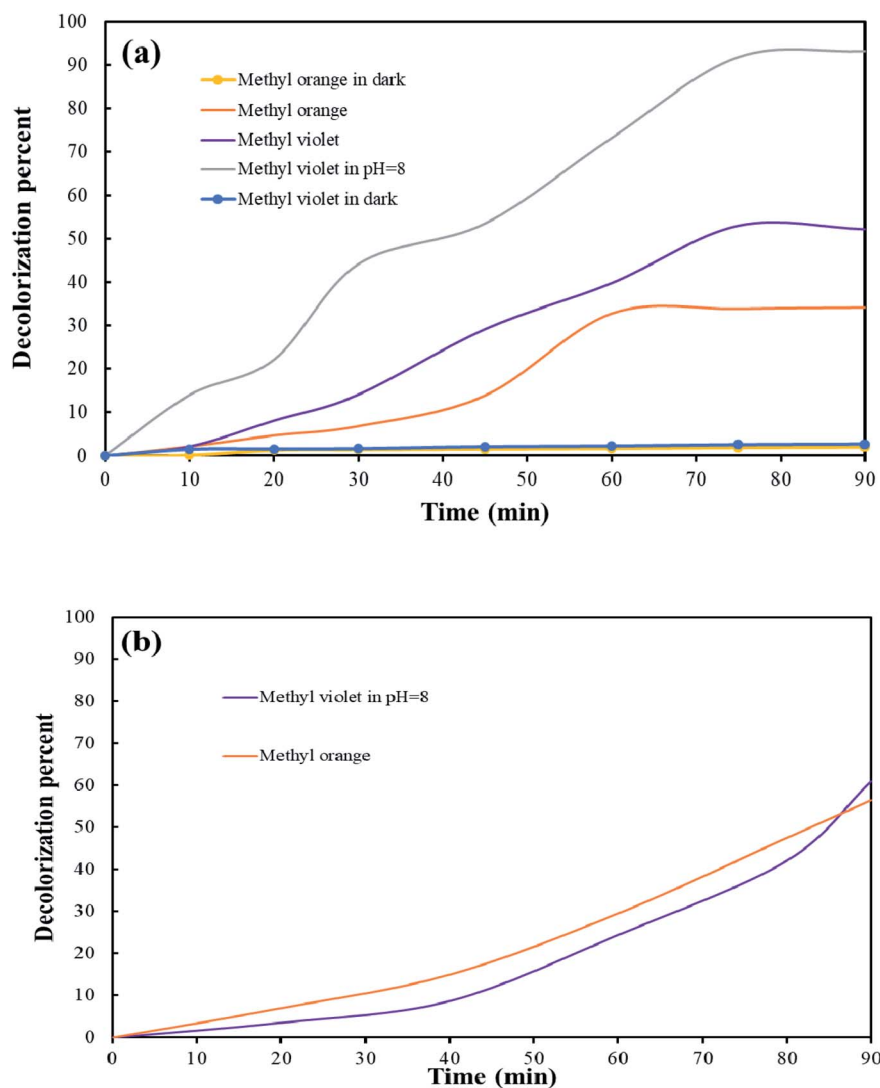 (a)
Methyl orange in dark
Methyl orange
Methyl violet
Methyl violet in pH=8
Methyl violet in dark
Decolorization percent
100
90
80
70
60
50
40
30
20
10
0
0 10 20 30 40 50 60 70 80 90
Time (min)
(b)
Methyl violet in pH=8
Methyl orange
Decolorization percent
100
90
80
70
60
50
40
30
20
10
0
0 10 20 30 40 50 60 70 80 90
Time (min)